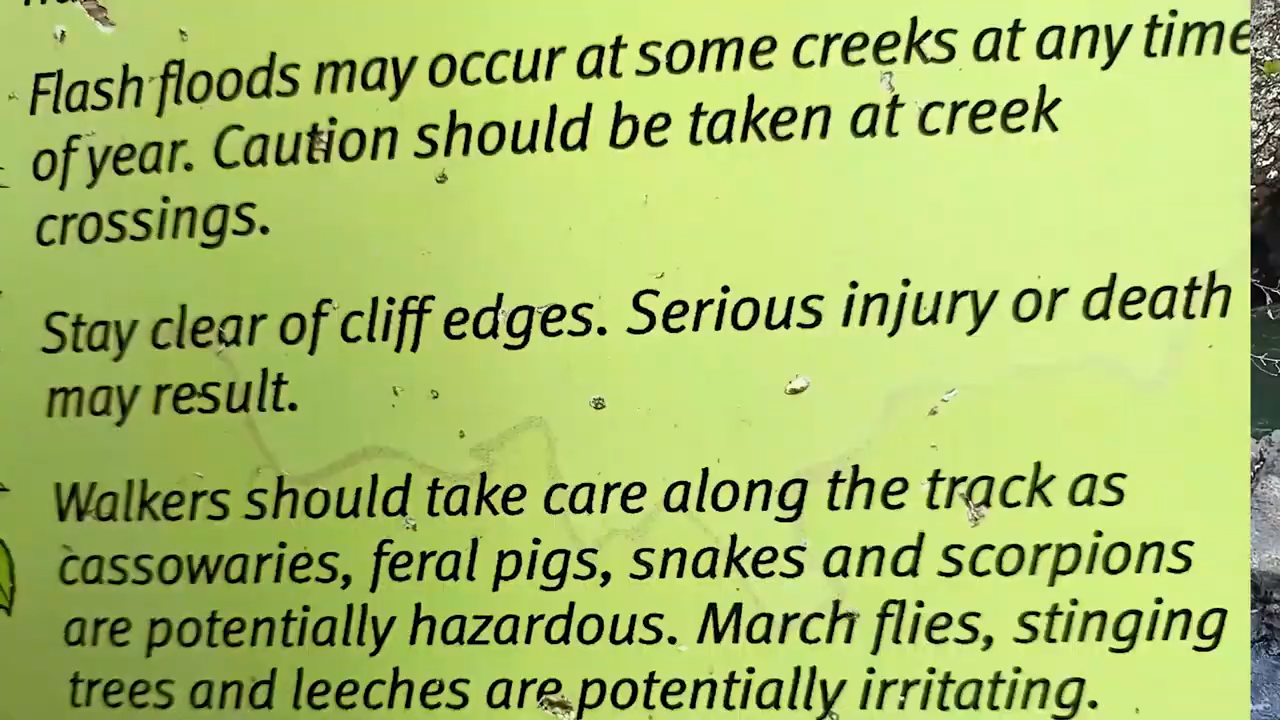 Flash floods may occur at some creeks at any time
of year. Caution should be taken at creek
crossings.
Stay clear of cliff edges. Serious injury or death
may result.
Walkers should take care along the track as
cassowaries, feral pigs, snakes and scorpions
are potentially hazardous. March flies, stinging
trees and leeches are potentially irritating.